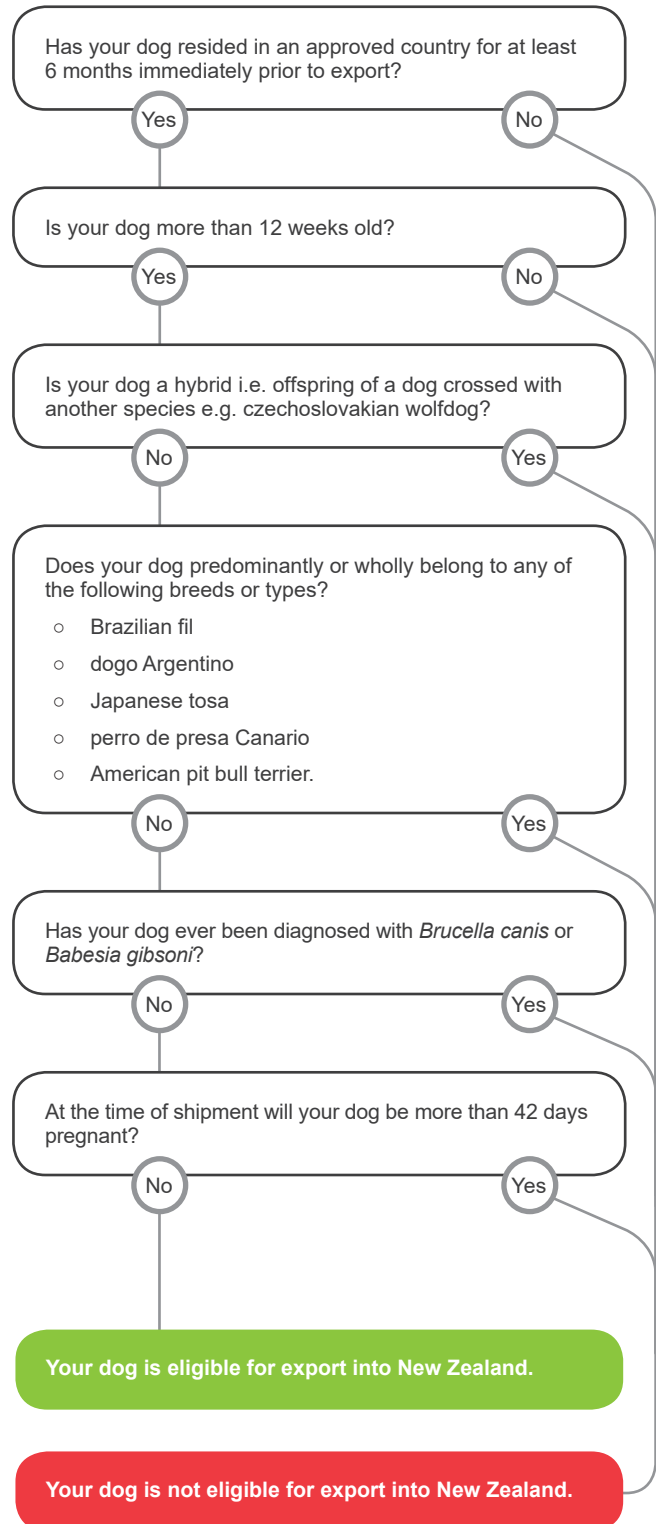 Has your dog resided in an approved country for at least
6 months immediately prior to export?
Yes
No
Is your dog more than 12 weeks old?
Yes
No
Is your dog a hybrid i.e. offspring of a dog crossed with
another species e.g. czechoslovakian wolfdog?
No
Yes
Does your dog predominantly or wholly belong to any of
the following breeds or types?
○ Brazilian fil
○ dogo Argentino
○ Japanese tosa
○ perro de presa Canario
○ American pit bull terrier.
No
Yes
Has your dog ever been diagnosed with Brucella canis or
Babesia gibsoni?
No
Yes
At the time of shipment will your dog be more than 42 days
pregnant?
No
Yes
Your dog is eligible for export into New Zealand.
Your dog is not eligible for export into New Zealand.